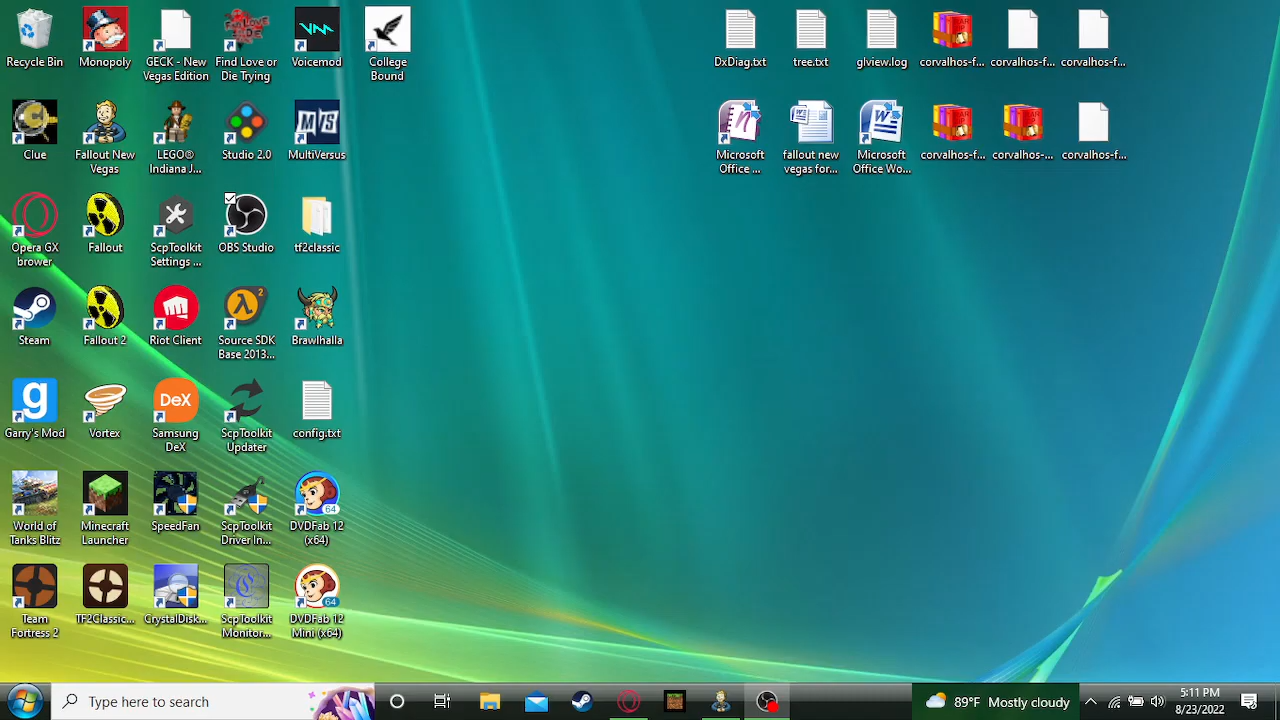 Recycle Bin
Monopoly
GECK - New
Vegas Edition
Find Love or
Die Trying
Voicemod
College
Bound
DxDiag.txt
tree.txt
glview.log
corvalhos-f...
corvalhos-f...
corvalhos-f...
Clue
Fallout New
Vegas
LEGO®
Indiana J...
Studio 2.0
MVS
MultiVersus
Microsoft
Office ...
fallout new
vegas for...
Microsoft
Office Wo...
corvalhos-f...
corvalhos-...
corvalhos-f...
Opera GX
brower
Fallout
ScpToolkit
Settings ...
OBS Studio
tf2classic
Steam
Fallout 2
Riot Client
2
Source SDK
Base 2013...
Brawlhalla
g
Garry's Mod
Vortex
DeX
Samsung
DeX
ScpToolkit
Updater
config.txt
World of
Tanks Blitz
Minecraft
Launcher
SpeedFan
ScpToolkit
Driver In...
64
DVDFab 12
(x64)
Team
Fortress 2
TF2Classic...
CrystalDisk...
ScpToolkit
Monitor...
64
DVDFab 12
Mini (x64)
Type here to search
89°F Mostly cloudy
5:11 PM
8/23/2022